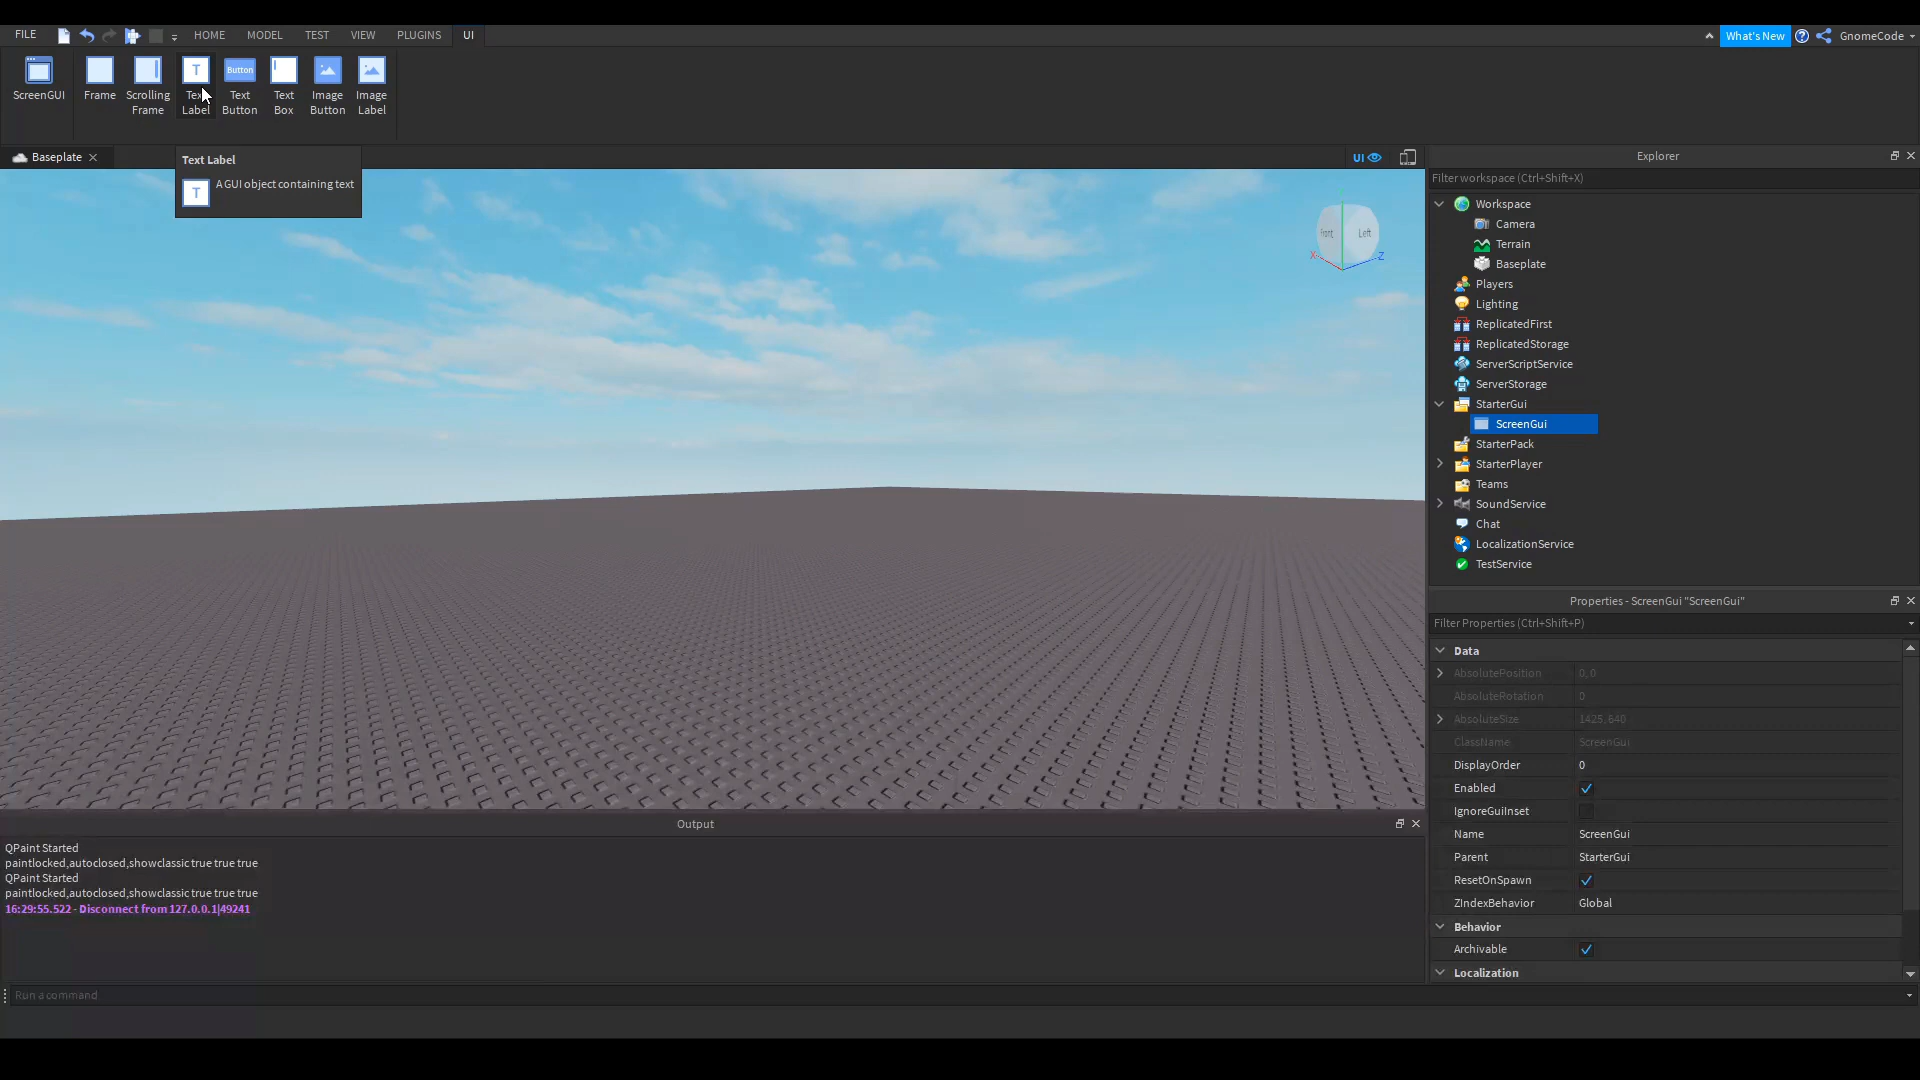 FILE
HOME
MODEL
TEST
VIEW
PLUGINS
UI
What's New
GnomeCode
ScreenGUI
Frame
Scrolling
Frame
T
Text
Label
Button
Text
Button
Text
Box
Image
Button
Image
Label
Baseplate
UI
Text Label
T
A GUI object containing text
Front
Left
X
Z
Explorer
Filter workspace (Ctrl+Shift+X)
Workspace
Camera
Terrain
Baseplate
Players
Lighting
ReplicatedFirst
ReplicatedStorage
ServerScriptService
ServerStorage
StarterGui
ScreenGui
StarterPack
StarterPlayer
Teams
SoundService
Chat
LocalizationService
TestService
Properties - ScreenGui "ScreenGui"
Filter Properties (Ctrl+Shift+P)
Data
AbsolutePosition 0, 0
AbsoluteRotation 0
AbsoluteSize 1425, 640
ClassName ScreenGui
DisplayOrder 0
Enabled
IgnoreGuiInset
Name ScreenGui
Parent StarterGui
ResetOnSpawn
ZIndexBehavior Global
Behavior
Archivable
Localization
Output
QPaint Started
paintlocked,autoclosed,showclassic true true true
QPaint Started
paintlocked,autoclosed,showclassic true true true
16:29:55.522 - Disconnect from 127.0.0.1|49241
Run a command